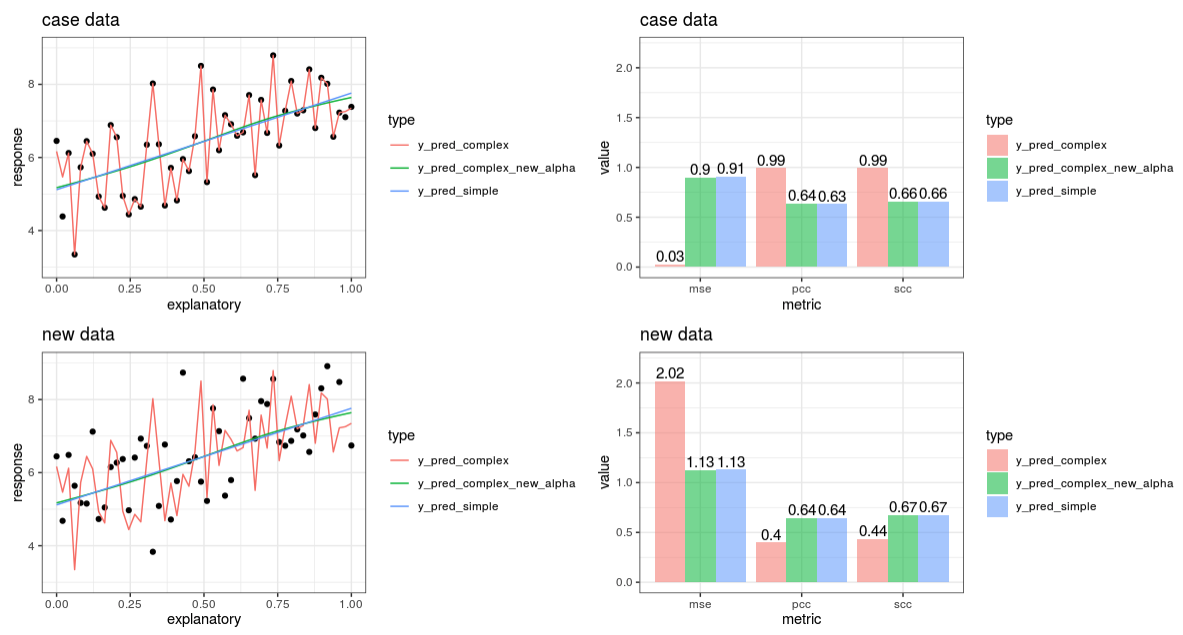 case data
response
8
6
4
0.00 0.25 0.50 0.75 1.00
explanatory
type
y_pred_complex
y_pred_complex_new_alpha
y_pred_simple
case data
value
2.0
1.5
1.0
0.5
0.0
0.03 0.9 0.91 0.99 0.64 0.63 0.99 0.66 0.66
mse pcc scc
metric
type
y_pred_complex
y_pred_complex_new_alpha
y_pred_simple
new data
response
8
6
4
0.00 0.25 0.50 0.75 1.00
explanatory
type
y_pred_complex
y_pred_complex_new_alpha
y_pred_simple
new data
value
2.0
1.5
1.0
0.5
0.0
2.02 1.13 1.13 0.4 0.64 0.64 0.44 0.67 0.67
mse pcc scc
metric
type
y_pred_complex
y_pred_complex_new_alpha
y_pred_simple